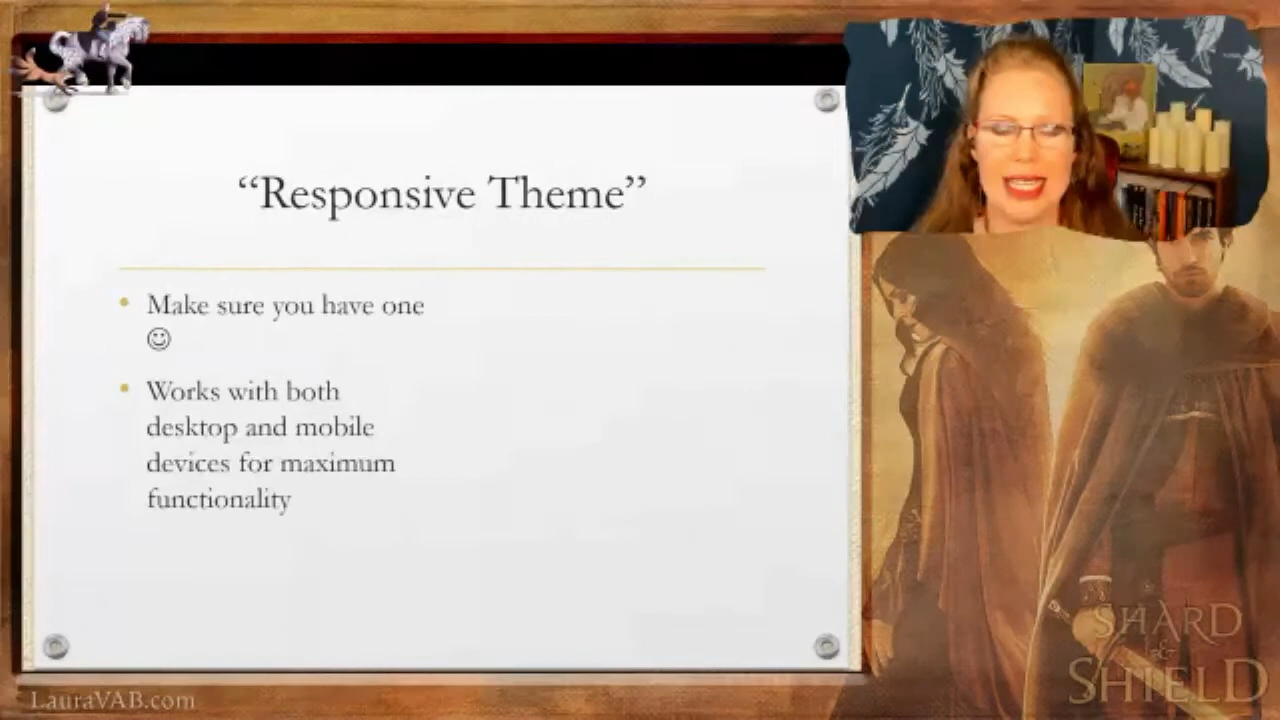 “Responsive Theme”
• Make sure you have one
☺
• Works with both
desktop and mobile
devices for maximum
functionality
SHARD
&
SHIELD
LauraVAB.com